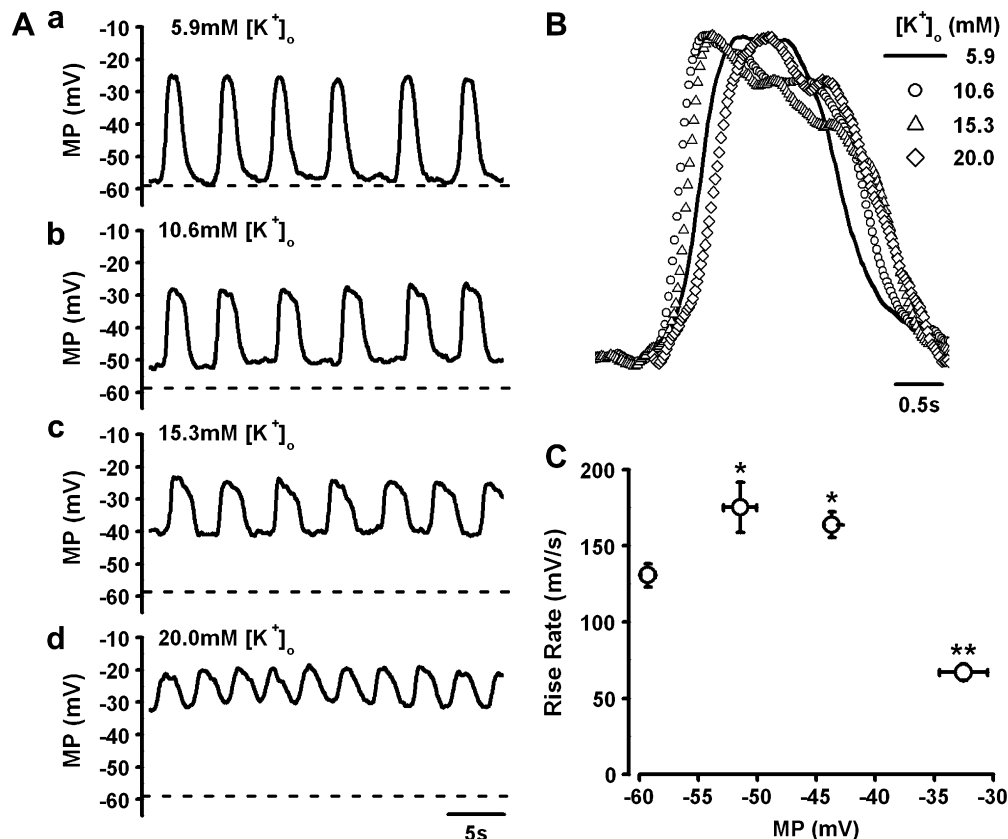 A
a
5.9mM [K⁺]ₒ
-10
-20
-30
-40
-50
-60
MP (mV)
b
10.6mM [K⁺]ₒ
-10
-20
-30
-40
-50
-60
MP (mV)
c
15.3mM [K⁺]ₒ
-10
-20
-30
-40
-50
-60
MP (mV)
d
20.0mM [K⁺]ₒ
-10
-20
-30
-40
-50
-60
MP (mV)
5s
B
[K⁺]ₒ (mM)
5.9
10.6
15.3
20.0
0.5s
C
200
150
100
50
0
Rise Rate (mV/s)
*
*
**
-60 -55 -50 -45 -40 -35 -30
MP (mV)